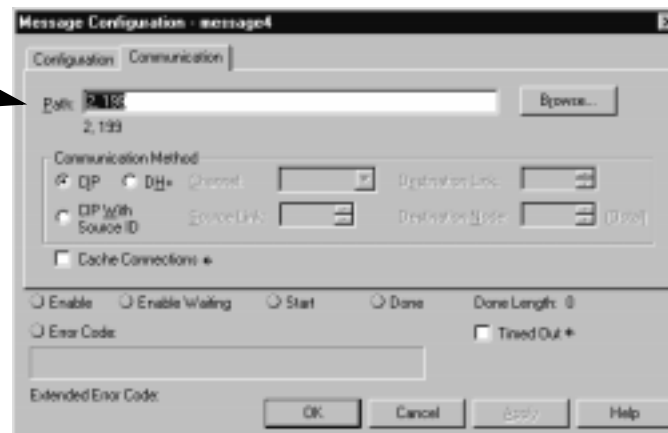 Message Configuration - message4
Configuration Communication
Path: 2, 199 Browse...
2, 199
Communication Method
CIP DH+ Channel: Destination Link:
CIP With Source ID Source Link: Destination Node: (Octal)
Cache Connections
Enable Enable Waiting Start Done Done Length: 0
Error Code: Timed Out
Extended Error Code:
OK Cancel Apply Help